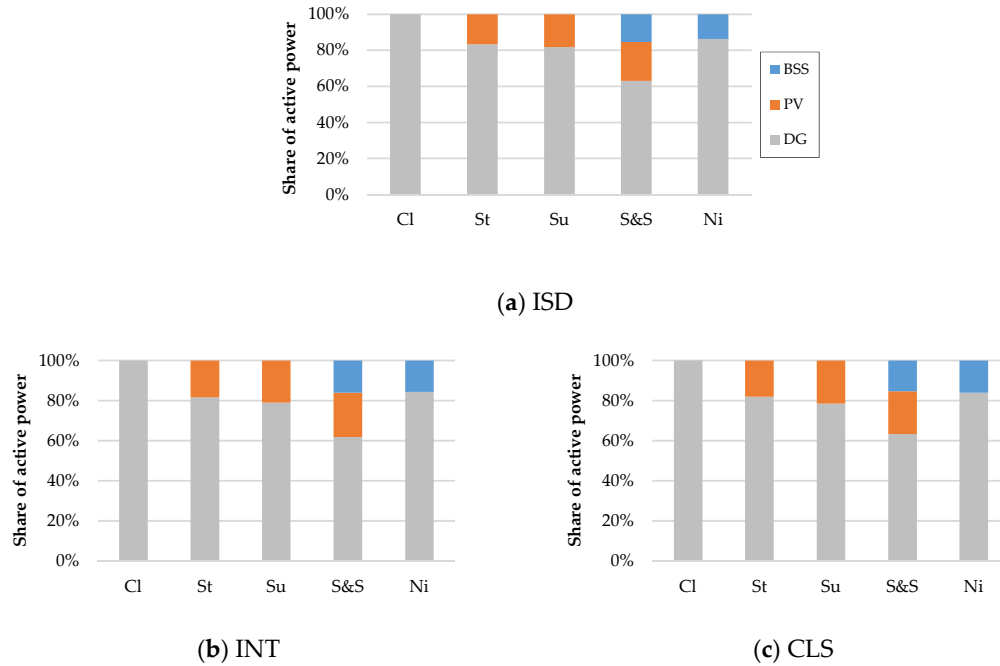 Share of active power
100%
80%
60%
40%
20%
0%
Cl St Su S&S Ni
BSS
PV
DG
(a) ISD
Share of active power
100%
80%
60%
40%
20%
0%
Cl St Su S&S Ni
(b) INT
Share of active power
100%
80%
60%
40%
20%
0%
Cl St Su S&S Ni
(c) CLS